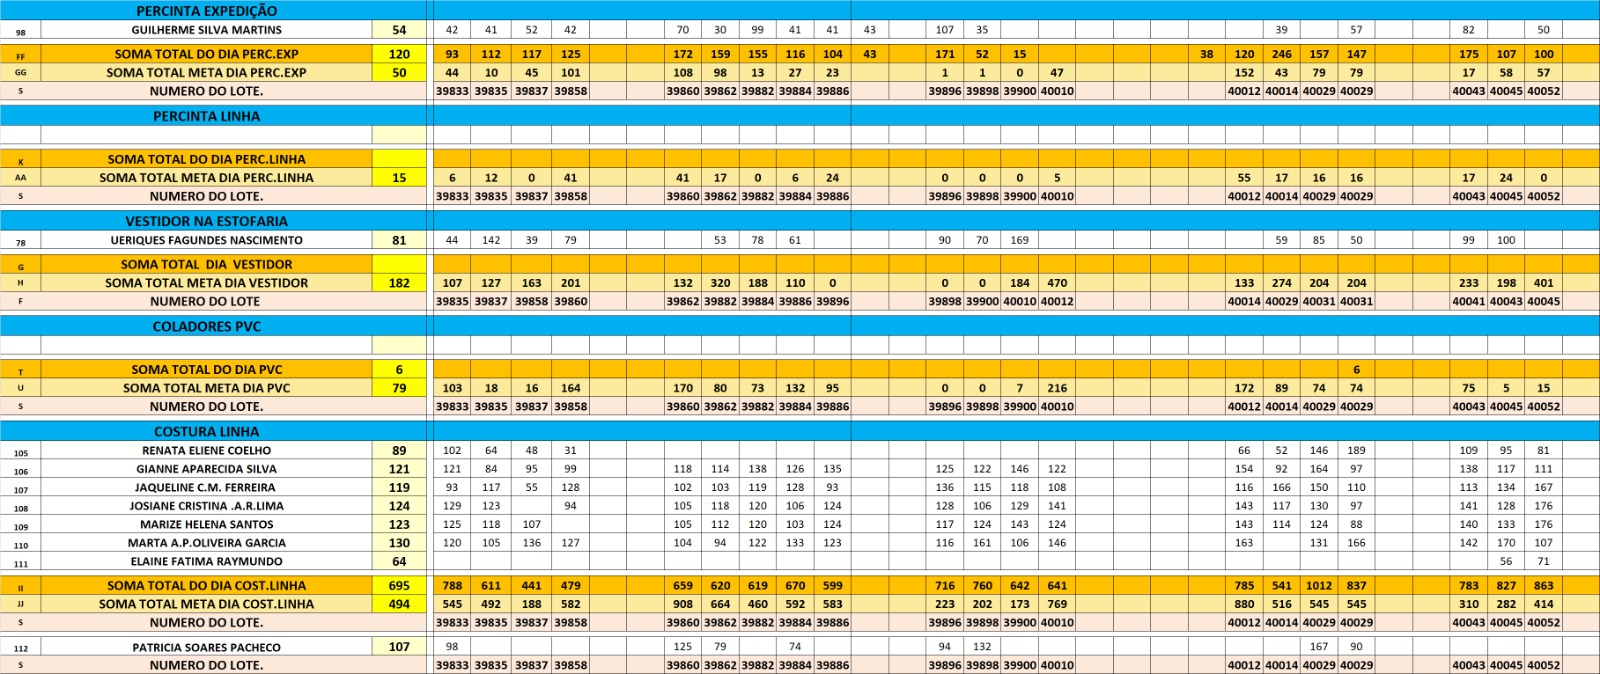 PERCINTA EXPEDIÇÃO
98 GUILHERME SILVA MARTINS 54 42 41 52 42 70 30 99 41 41 43 107 35 39 57 82 50
FF SOMA TOTAL DO DIA PERC.EXP 120 93 112 117 125 172 159 155 116 104 43 171 52 15 38 120 246 157 147 175 107 100
GG SOMA TOTAL META DIA PERC.EXP 50 44 10 45 101 108 98 13 27 23 1 1 0 47 152 43 79 79 17 58 57
S NUMERO DO LOTE. 39833 39835 39837 39858 39860 39862 39882 39884 39886 39896 39898 39900 40010 40012 40014 40029 40029 40043 40045 40052
PERCINTA LINHA
K SOMA TOTAL DO DIA PERC.LINHA
AA SOMA TOTAL META DIA PERC.LINHA 15 6 12 0 41 41 17 0 6 24 0 0 0 5 55 17 16 16 17 24 0
S NUMERO DO LOTE. 39833 39835 39837 39858 39860 39862 39882 39884 39886 39896 39898 39900 40010 40012 40014 40029 40029 40043 40045 40052
VESTIDOR NA ESTOFARIA
78 UERIQUES FAGUNDES NASCIMENTO 81 44 142 39 79 53 78 61 90 70 169 59 85 50 99 100
G SOMA TOTAL DIA VESTIDOR
H SOMA TOTAL META DIA VESTIDOR 182 107 127 163 201 132 320 188 110 0 0 0 184 470 133 274 204 204 233 198 401
F NUMERO DO LOTE 39835 39837 39858 39860 39862 39882 39884 39886 39896 39898 39900 40010 40012 40014 40029 40031 40031 40041 40043 40045
COLADORES PVC
T SOMA TOTAL DO DIA PVC 6 6
U SOMA TOTAL META DIA PVC 79 103 18 16 164 170 80 73 132 95 0 0 7 216 172 89 74 74 75 5 15
S NUMERO DO LOTE. 39833 39835 39837 39858 39860 39862 39882 39884 39886 39896 39898 39900 40010 40012 40014 40029 40029 40043 40045 40052
COSTURA LINHA
105 RENATA ELIENE COELHO 89 102 64 48 31 66 52 146 189 109 95 81
106 GIANNE APARECIDA SILVA 121 121 84 95 99 118 114 138 126 135 125 122 146 122 154 92 164 97 138 117 111
107 JAQUELINE C.M. FERREIRA 119 93 117 55 128 102 103 119 128 93 136 115 118 108 116 166 150 110 113 134 167
108 JOSIANE CRISTINA .A.R.LIMA 124 129 123 94 105 118 120 106 124 128 106 129 141 143 117 130 97 141 128 176
109 MARIZE HELENA SANTOS 123 125 118 107 105 112 120 103 124 117 124 143 124 143 114 124 88 140 133 176
110 MARTA A.P.OLIVEIRA GARCIA 130 120 105 136 127 104 94 122 133 123 116 161 106 146 163 131 166 142 170 107
111 ELAINE FATIMA RAYMUNDO 64 56 71
II SOMA TOTAL DO DIA COST.LINHA 695 788 611 441 479 659 620 619 670 599 716 760 642 641 785 541 1012 837 783 827 863
JJ SOMA TOTAL META DIA COST.LINHA 494 545 492 188 582 908 664 460 592 583 223 202 173 769 880 516 545 545 310 282 414
S NUMERO DO LOTE. 39833 39835 39837 39858 39860 39862 39882 39884 39886 39896 39898 39900 40010 40012 40014 40029 40029 40043 40045 40052
112 PATRICIA SOARES PACHECO 107 98 125 79 74 94 132 167 90
S NUMERO DO LOTE. 39833 39835 39837 39858 39860 39862 39882 39884 39886 39896 39898 39900 40010 40012 40014 40029 40029 40043 40045 40052